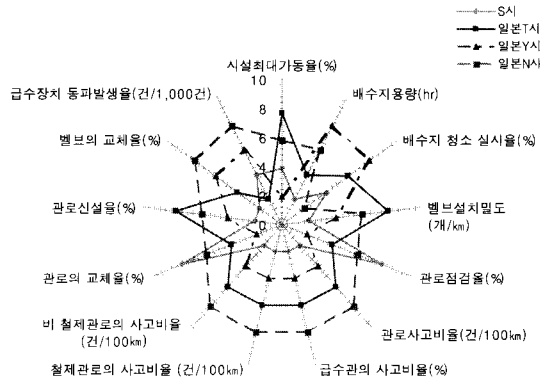 S시
일본T시
일본Y시
일본N시
시설최대가동율(%)
배수지용량(hr)
배수지 청소 실시율(%)
벨브설치밀도
(개/km)
관로점검율(%)
관로사고비율(건/100km)
급수관의 사고비율(%)
철제관로의 사고비율 (건/100km)
비 철제관로의 사고비율
(건/100km)
관로의 교체율(%)
관로신설율(%)
벨브의 교체율(%)
급수장치 동파발생율(건/1,000건)
10
8
6
4
2
0